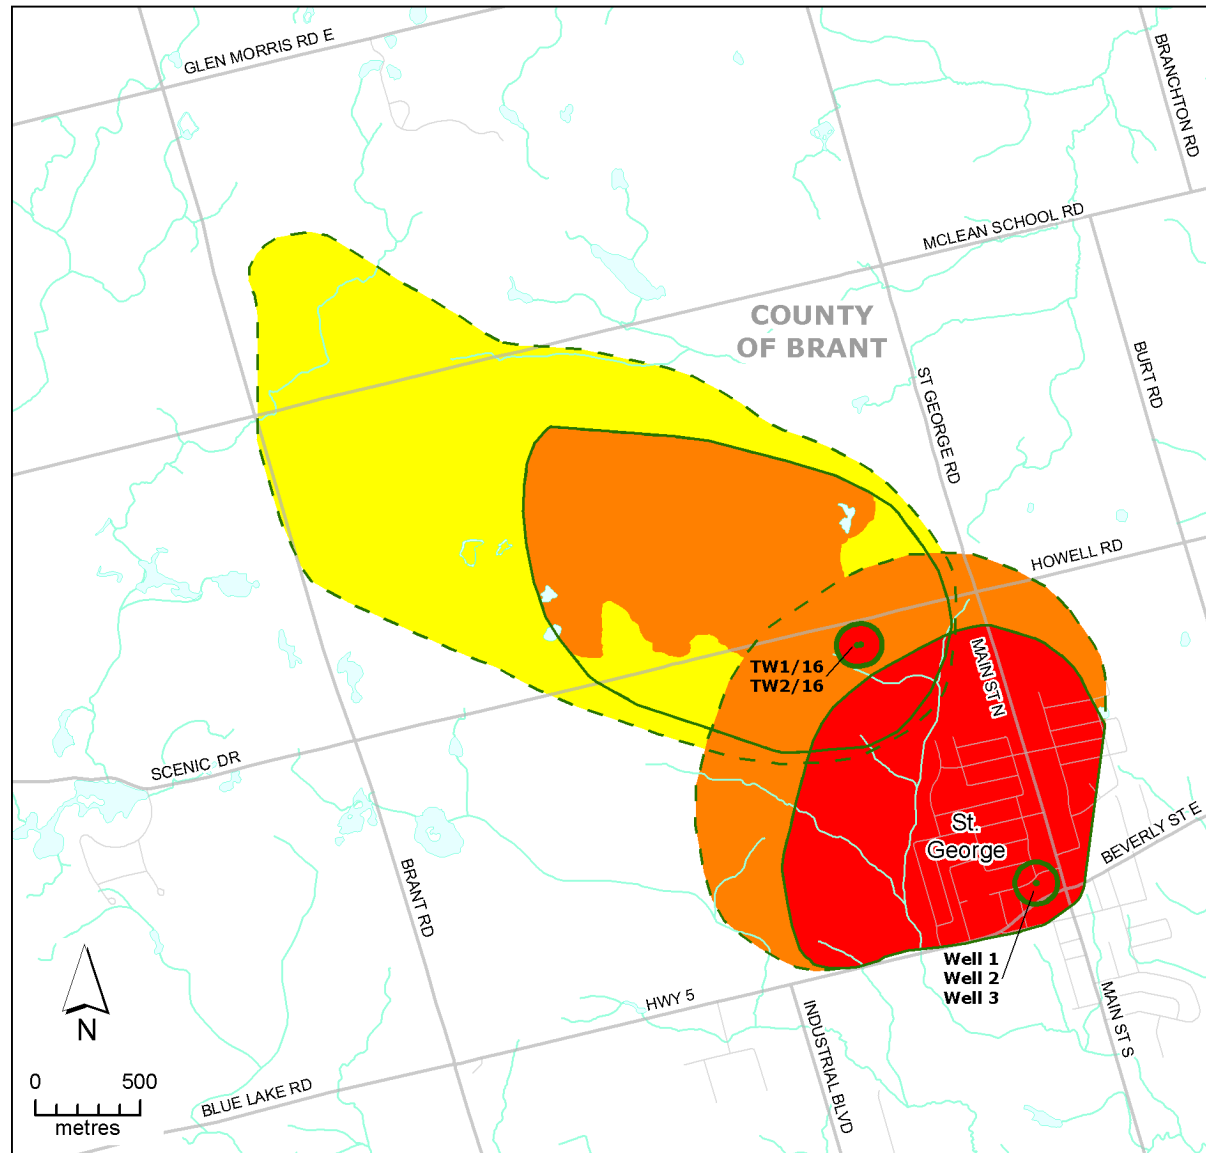 GLEN MORRIS RD E
BRANCHTON RD
MCLEAN SCHOOL RD
COUNTY
OF BRANT
BURT RD
ST GEORGE RD
HOWELL RD
TW1/16
TW2/16
MAIN ST N
SCENIC DR
St.
George
BEVERLY ST E
BRANT RD
Well 1
Well 2
Well 3
HWY 5
MAIN ST S
INDUSTRIAL BLVD
N
0 500
metres
BLUE LAKE RD